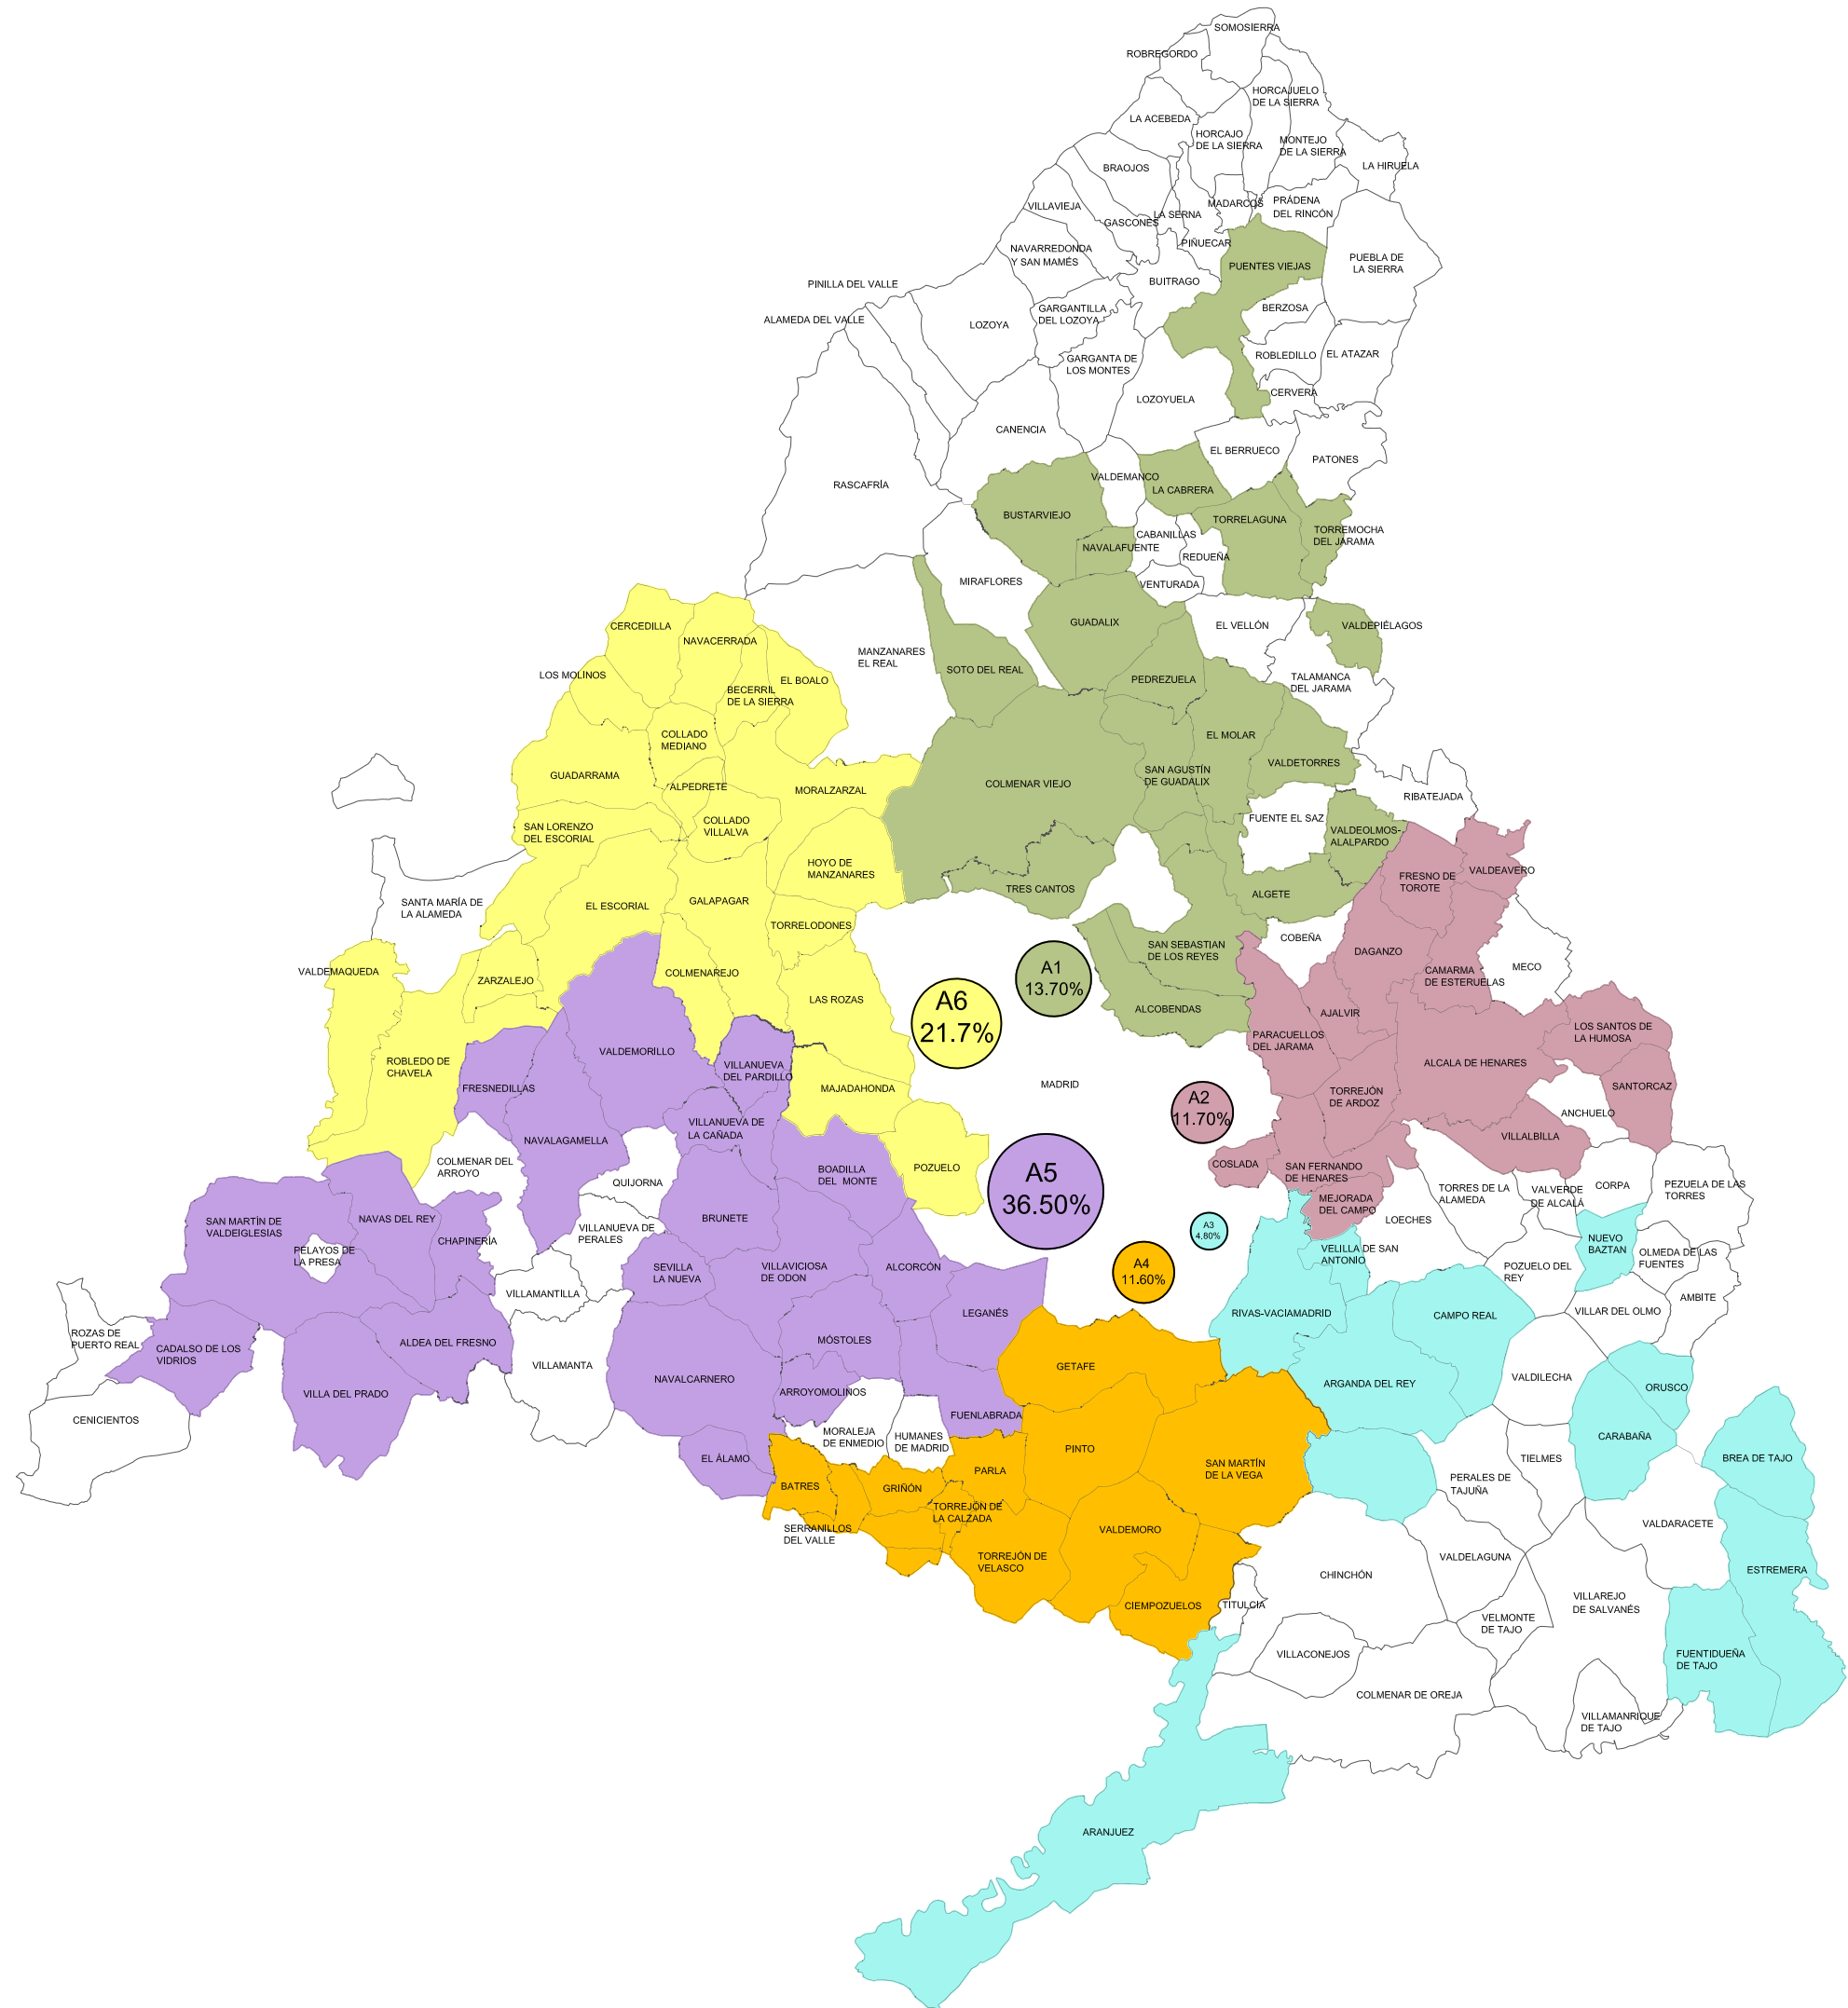 SOMOSIERRA
ROBREGORDO
HORCAJUELO
DE LA SIERRA
LA ACEBEDA
HORCAJO
DE LA SIERRA
MONTEJO
DE LA SIERRA
LA HIRUELA
BRAOJOS
VILLAVIEJA
GASCONES
LA SERNA
MADARCOS
PRÁDENA
DEL RINCÓN
PIÑUECAR
NAVARREDONDA
Y SAN MAMÉS
PUENTES VIEJAS
PUEBLA DE
LA SIERRA
BUITRAGO
PINILLA DEL VALLE
BERZOSA
ALAMEDA DEL VALLE
LOZOYA
GARGANTILLA
DEL LOZOYA
GARGANTA DE
LOS MONTES
ROBLEDILLO
EL ATAZAR
CERVERA
LOZOYUELA
CANENCIA
EL BERRUECO
PATONES
RASCAFRÍA
VALDEMANCO
LA CABRERA
BUSTARVIEJO
TORRELAGUNA
TORREMOCHA
DEL JARAMA
CABANILLAS
NAVALAFUENTE
REDUEÑA
MIRAFLORES
VENTURADA
GUADALIX
EL VELLÓN
VALDEPIÉLAGOS
CERCEDILLA
NAVACERRADA
MANZANARES
EL REAL
SOTO DEL REAL
PEDREZUELA
TALAMANCA
DEL JARAMA
LOS MOLINOS
EL BOALO
BECERRIL
DE LA SIERRA
COLLADO
MEDIANO
EL MOLAR
GUADARRAMA
ALPEDRETE
MORALZARZAL
COLMENAR VIEJO
SAN AGUSTÍN
DE GUADALIX
VALDETORRES
RIBATEJADA
COLLADO
VILLALVA
SAN LORENZO
DEL ESCORIAL
FUENTE EL SAZ
VALDEOLMOS-
ALALPARDO
HOYO DE
MANZANARES
TRES CANTOS
ALGETE
FRESNO DE
TOROTE
VALDEAVERO
SANTA MARÍA DE
LA ALAMEDA
EL ESCORIAL
GALAPAGAR
TORRELODONES
COBEÑA
SAN SEBASTIAN
DE LOS REYES
DAGANZO
VALDEMAQUEDA
ZARZALEJO
COLMENAREJO
A1
13.70%
CAMARMA
DE ESTERUELAS
MECO
LAS ROZAS
A6
21.7%
ALCOBENDAS
AJALVIR
PARACUELLOS
DEL JARAMA
LOS SANTOS DE
LA HUMOSA
ROBLEDO DE
CHAVELA
VALDEMORILLO
VILLANUEVA
DEL PARDILLO
ALCALA DE HENARES
FRESNEDILLAS
MAJADAHONDA
MADRID
TORREJÓN
DE ARDOZ
SANTORCAZ
A2
11.70%
ANCHUELO
NAVALAGAMELLA
VILLANUEVA DE
LA CAÑADA
VILLALBILLA
COLMENAR DEL
ARROYO
BOADILLA
DEL MONTE
POZUELO
A5
36.50%
COSLADA
SAN FERNANDO
DE HENARES
QUIJORNA
TORRES DE LA
ALAMEDA
VALVERDE
DE ALCALÁ
CORPA
PEZUELA DE LAS
TORRES
MEJORADA
DEL CAMPO
SAN MARTÍN DE
VALDEIGLESIAS
NAVAS DEL REY
BRUNETE
LOECHES
CHAPINERÍA
VILLANUEVA DE
PERALES
A3
4.80%
NUEVO
BAZTAN
PELAYOS DE
LA PRESA
VELILLA DE SAN
ANTONIO
OLMEDA DE LAS
FUENTES
SEVILLA
LA NUEVA
VILLAVICIOSA
DE ODON
ALCORCÓN
A4
11.60%
POZUELO DEL
REY
VILLAMANTILLA
AMBITE
LEGANÉS
RIVAS-VACIAMADRID
CAMPO REAL
VILLAR DEL OLMO
ROZAS DE
PUERTO REAL
CADALSO DE LOS
VIDRIOS
ALDEA DEL FRESNO
MÓSTOLES
VILLAMANTA
GETAFE
NAVALCARNERO
ARGANDA DEL REY
VALDILECHA
ORUSCO
VILLA DEL PRADO
ARROYOMOLINOS
CENICIENTOS
FUENLABRADA
MORALEJA
DE ENMEDIO
HUMANES
DE MADRID
CARABAÑA
PINTO
EL ÁLAMO
TIELMES
BREA DE TAJO
SAN MARTÍN
DE LA VEGA
PARLA
PERALES DE
TAJUÑA
BATRES
GRIÑÓN
TORREJÓN DE
LA CALZADA
SERRANILLOS
DEL VALLE
VALDEMORO
VALDARACETE
TORREJÓN DE
VELASCO
VALDELAGUNA
CHINCHÓN
ESTREMERA
CIEMPOZUELOS
TITULCIA
VILLAREJO
DE SALVANÉS
VELMONTE
DE TAJO
VILLACONEJOS
FUENTIDUEÑA
DE TAJO
COLMENAR DE OREJA
VILLAMANRIQUE
DE TAJO
ARANJUEZ